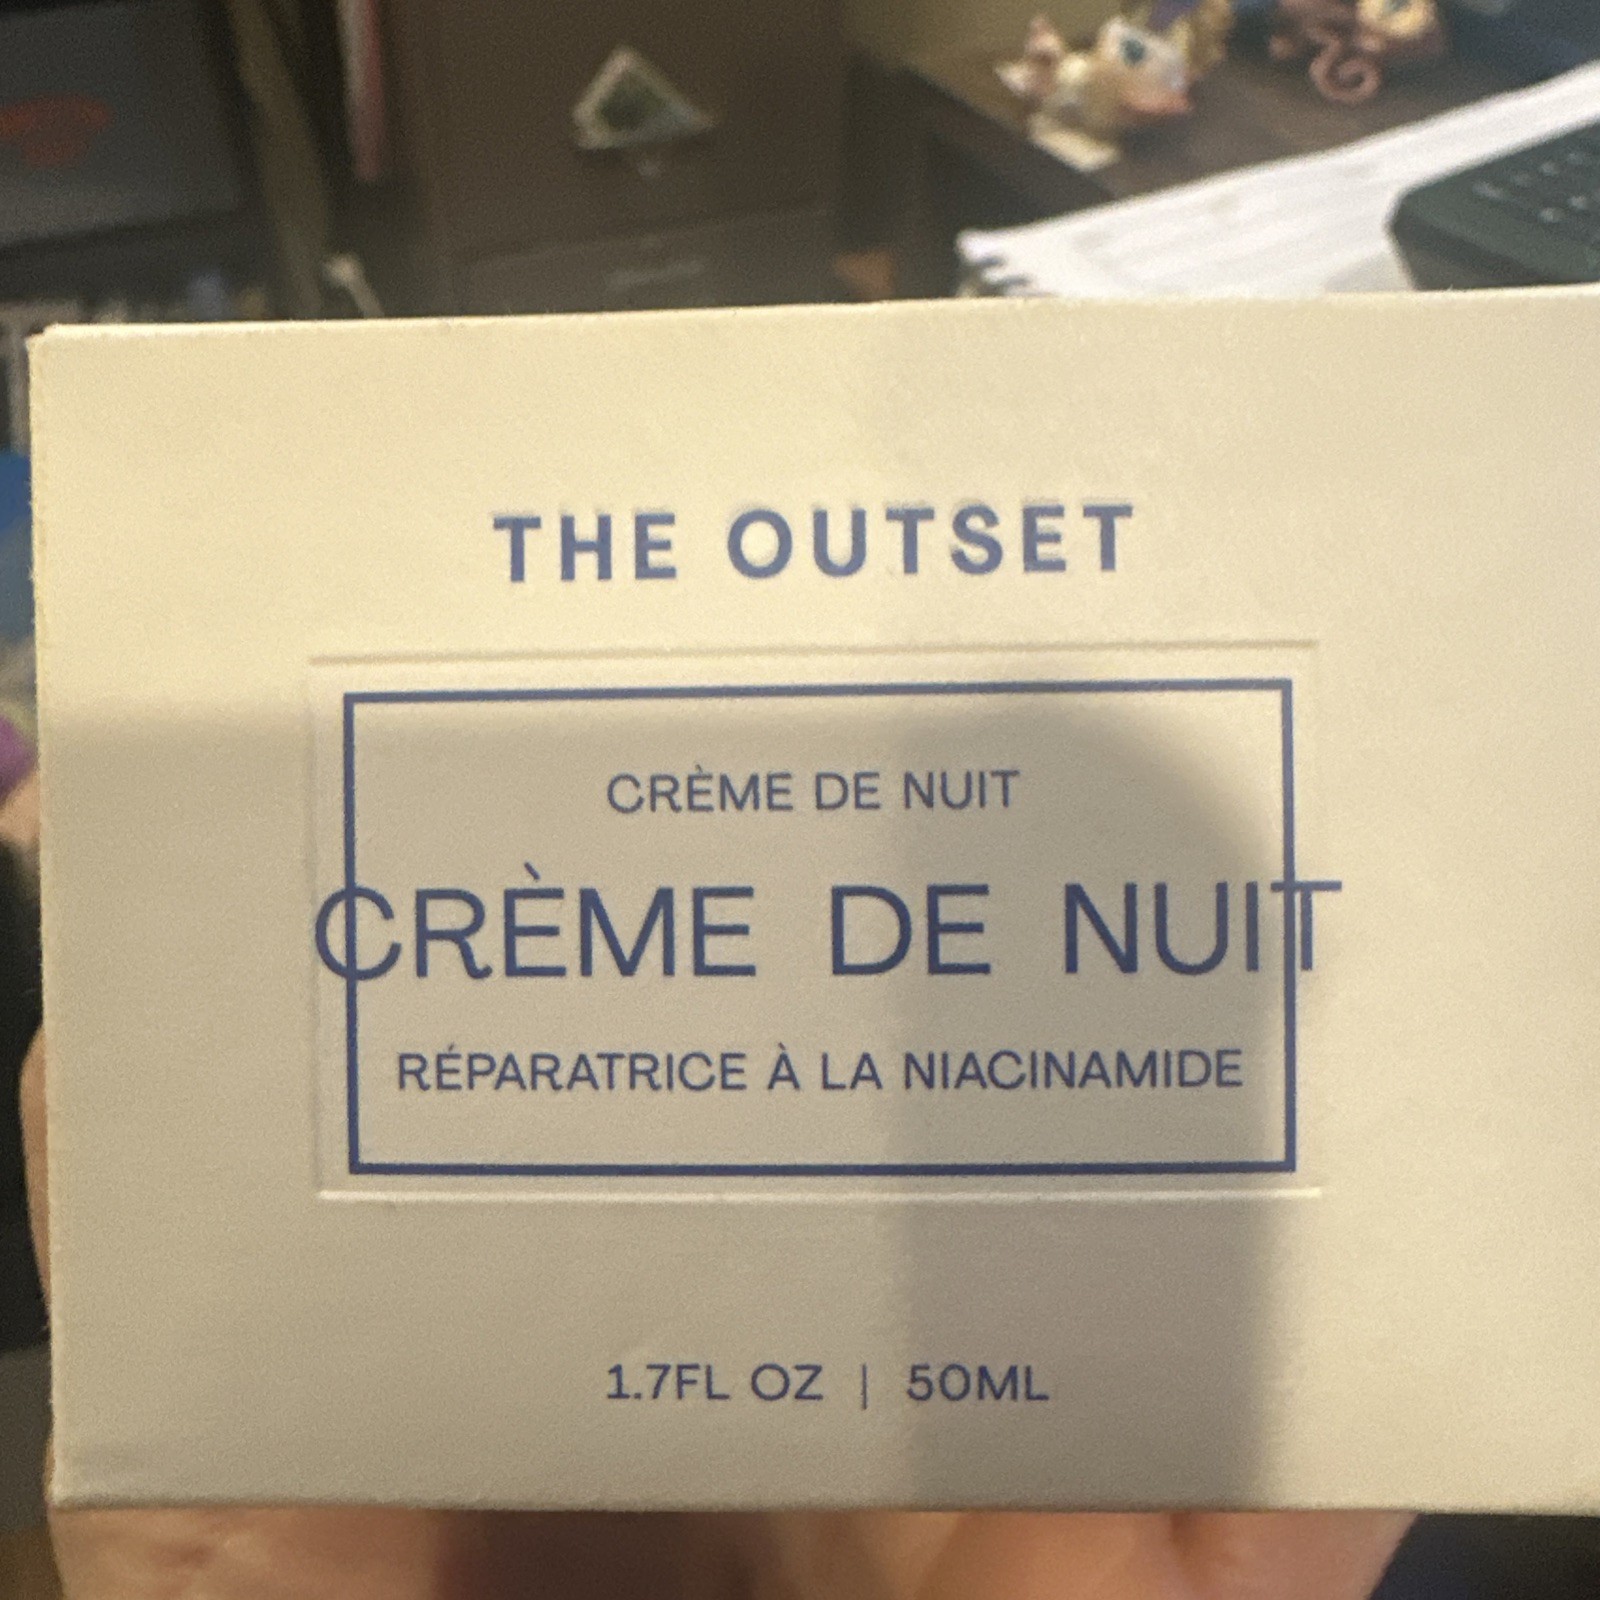 THE OUTSET
CRÈME DE NUIT
CRÈME DE NUIT
RÉPARATRICE À LA NIACINAMIDE
1.7FL OZ | 50ML